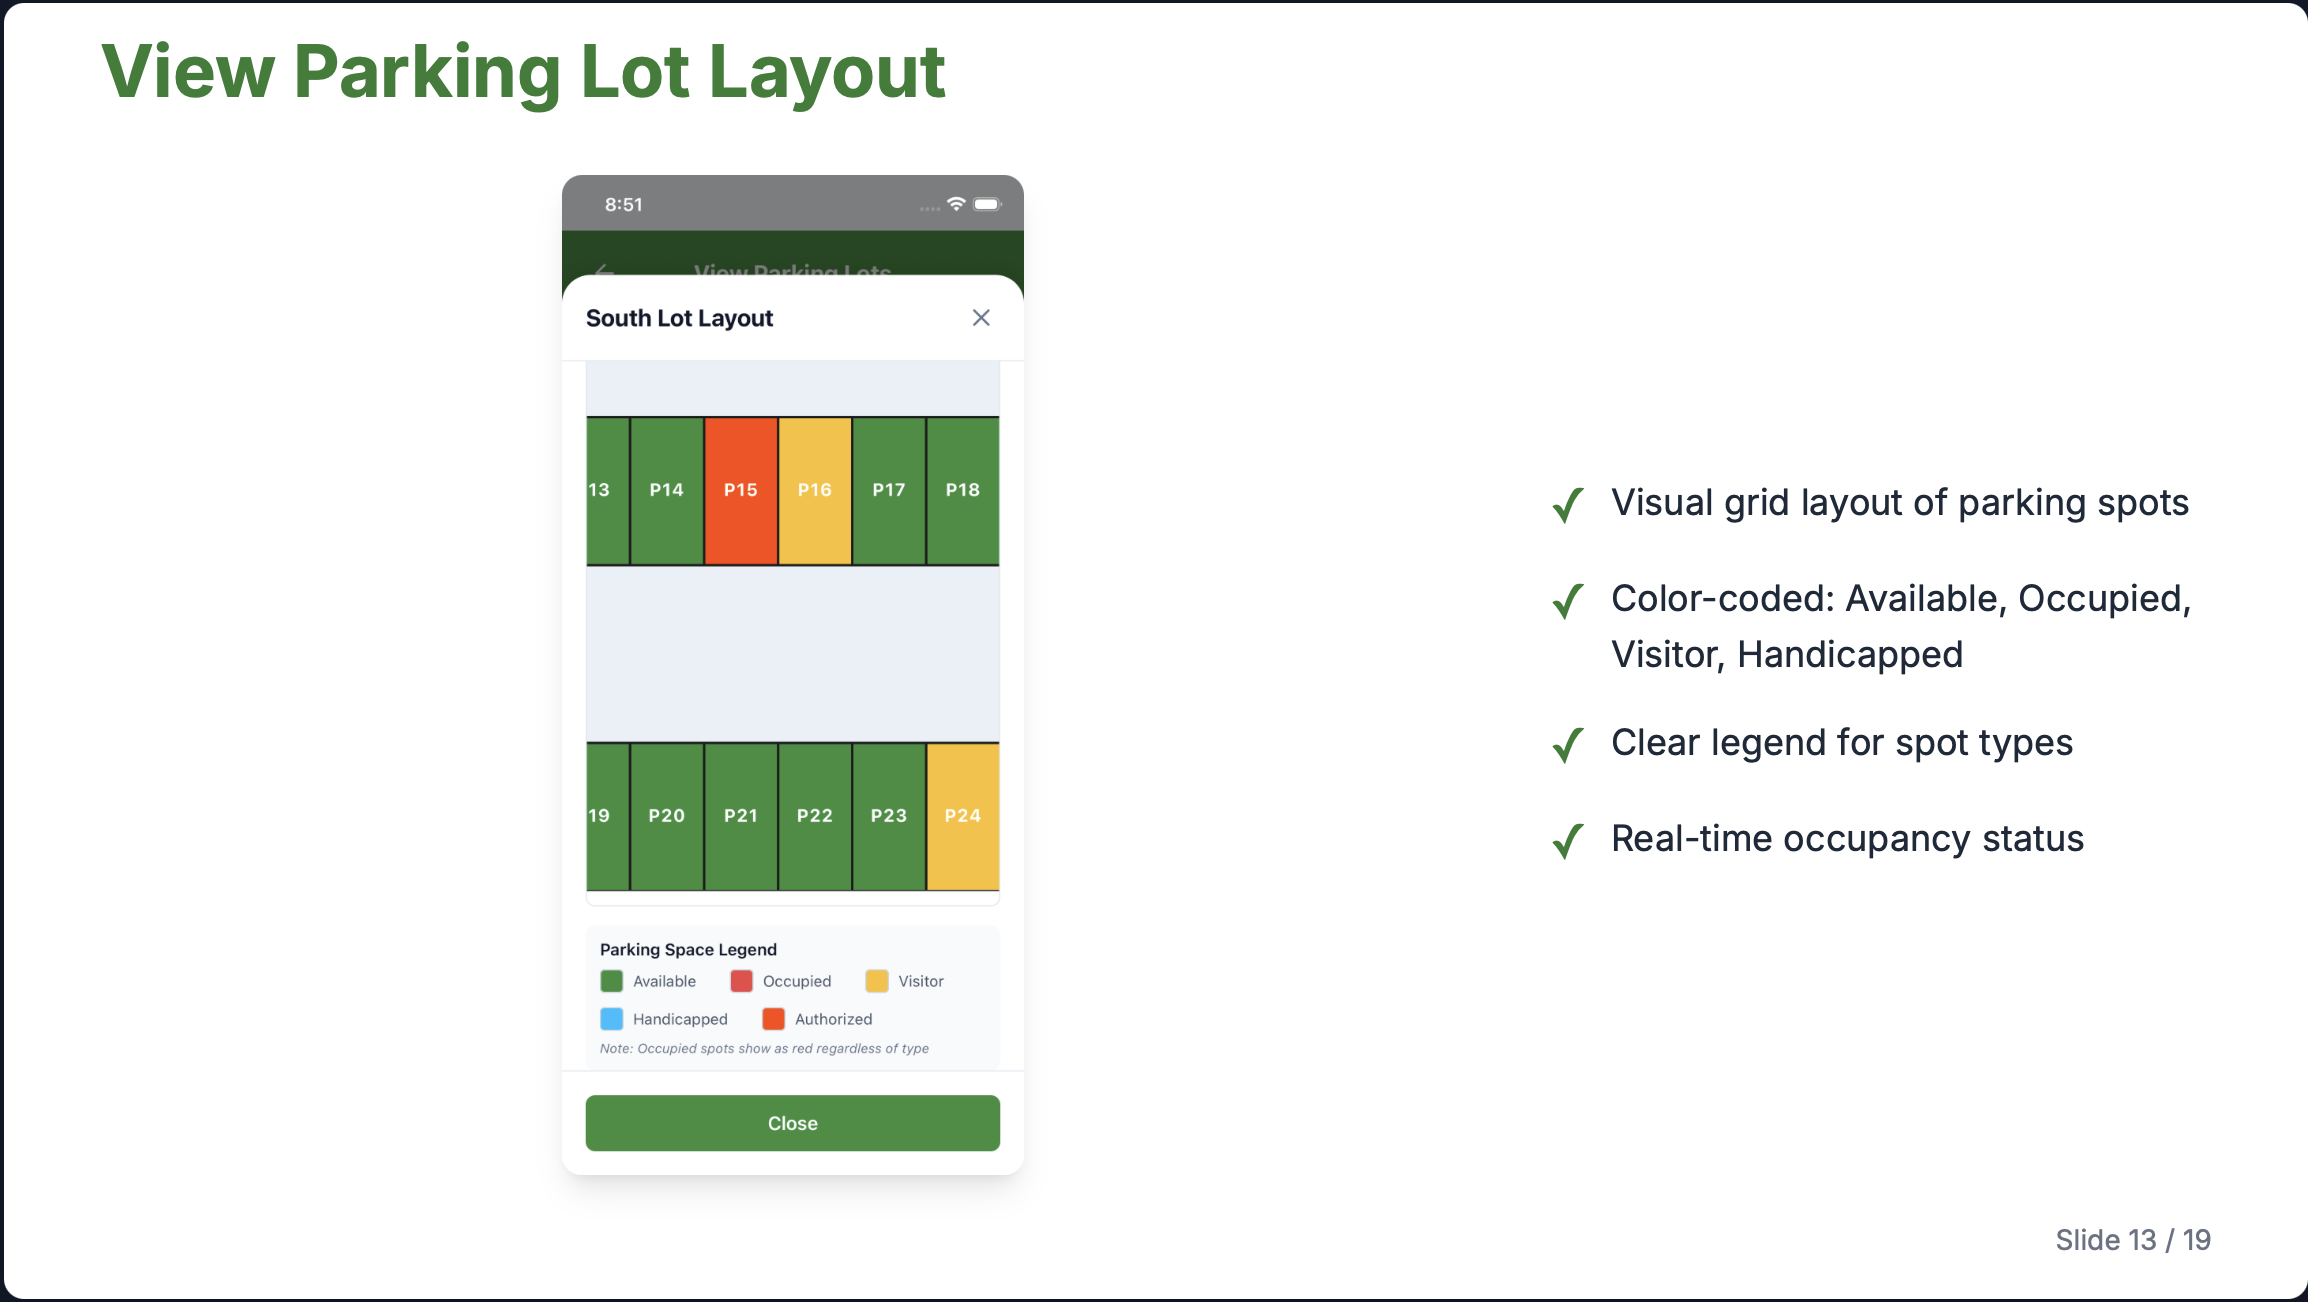 View Parking Lot Layout
8:51
View Parking Lots
South Lot Layout
13 P14 P15 P16 P17 P18
19 P20 P21 P22 P23 P24
Parking Space Legend
Available Occupied Visitor
Handicapped Authorized
Note: Occupied spots show as red regardless of type
Close
✓ Visual grid layout of parking spots
✓ Color-coded: Available, Occupied,
Visitor, Handicapped
✓ Clear legend for spot types
✓ Real-time occupancy status
Slide 13 / 19